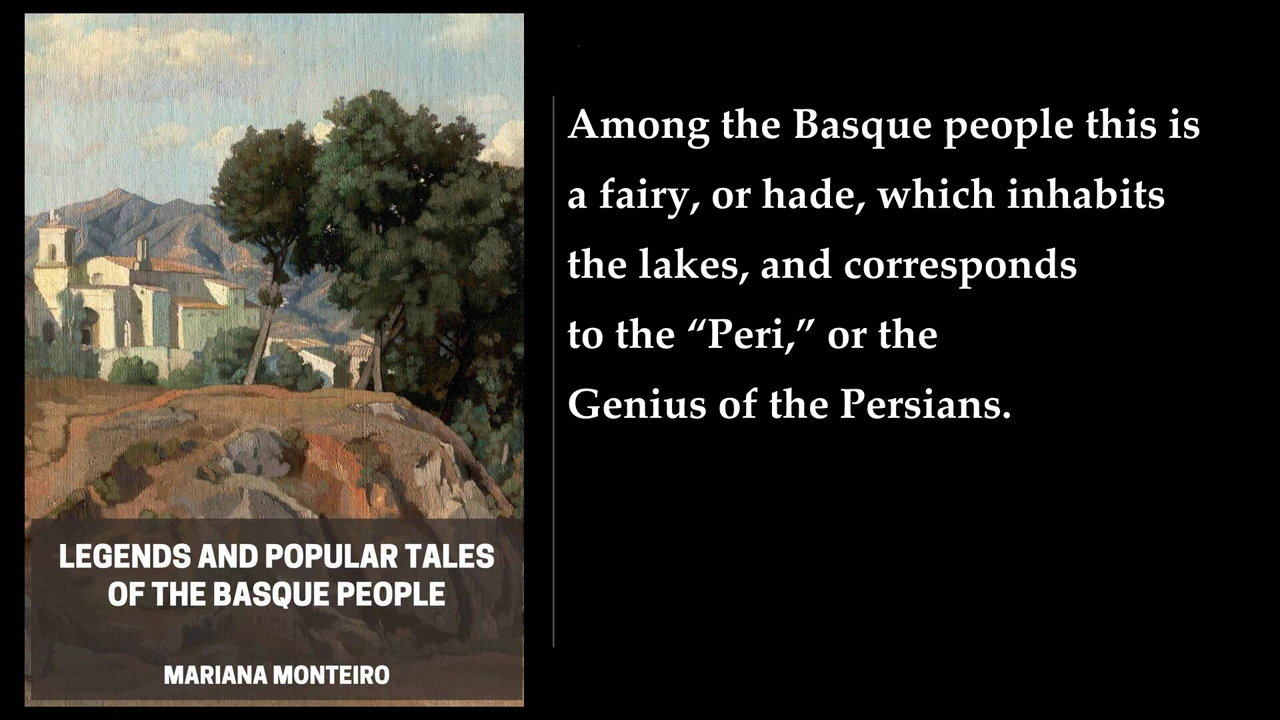 LEGENDS AND POPULAR TALES
OF THE BASQUE PEOPLE
MARIANA MONTEIRO
Among the Basque people this is
a fairy, or hade, which inhabits
the lakes, and corresponds
to the “Peri,” or the
Genius of the Persians.